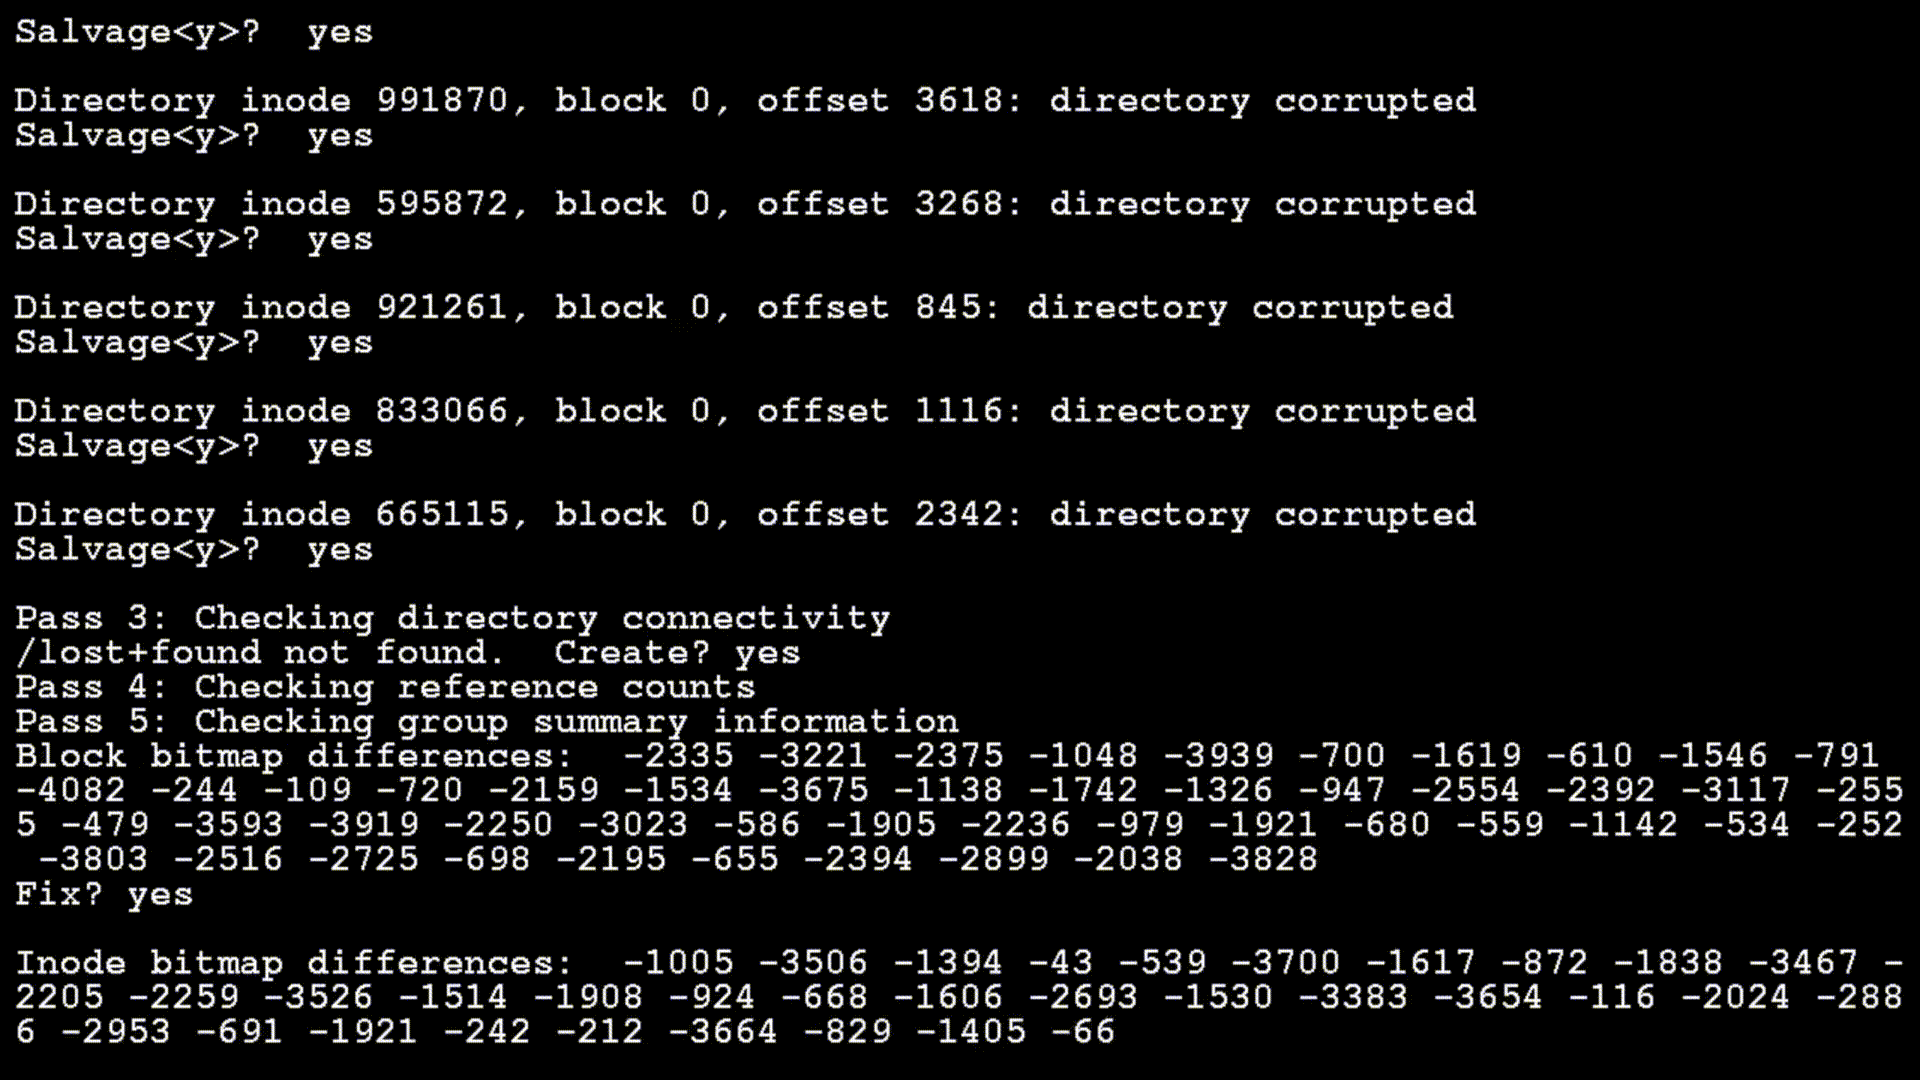 Salvage<y>?  yes
Directory inode 991870, block 0, offset 3618: directory corrupted
Salvage<y>?  yes
Directory inode 595872, block 0, offset 3268: directory corrupted
Salvage<y>?  yes
Directory inode 921261, block 0, offset 845: directory corrupted
Salvage<y>?  yes
Directory inode 833066, block 0, offset 1116: directory corrupted
Salvage<y>?  yes
Directory inode 665115, block 0, offset 2342: directory corrupted
Salvage<y>?  yes
Pass 3: Checking directory connectivity
/lost+found not found.  Create? yes
Pass 4: Checking reference counts
Pass 5: Checking group summary information
Block bitmap differences:  -2335 -3221 -2375 -1048 -3939 -700 -1619 -610 -1546 -791
-4082 -244 -109 -720 -2159 -1534 -3675 -1138 -1742 -1326 -947 -2554 -2392 -3117 -255
5 -479 -3593 -3919 -2250 -3023 -586 -1905 -2236 -979 -1921 -680 -559 -1142 -534 -252
-3803 -2516 -2725 -698 -2195 -655 -2394 -2899 -2038 -3828
Fix? yes
Inode bitmap differences:  -1005 -3506 -1394 -43 -539 -3700 -1617 -872 -1838 -3467 -
2205 -2259 -3526 -1514 -1908 -924 -668 -1606 -2693 -1530 -3383 -3654 -116 -2024 -288
6 -2953 -691 -1921 -242 -212 -3664 -829 -1405 -66